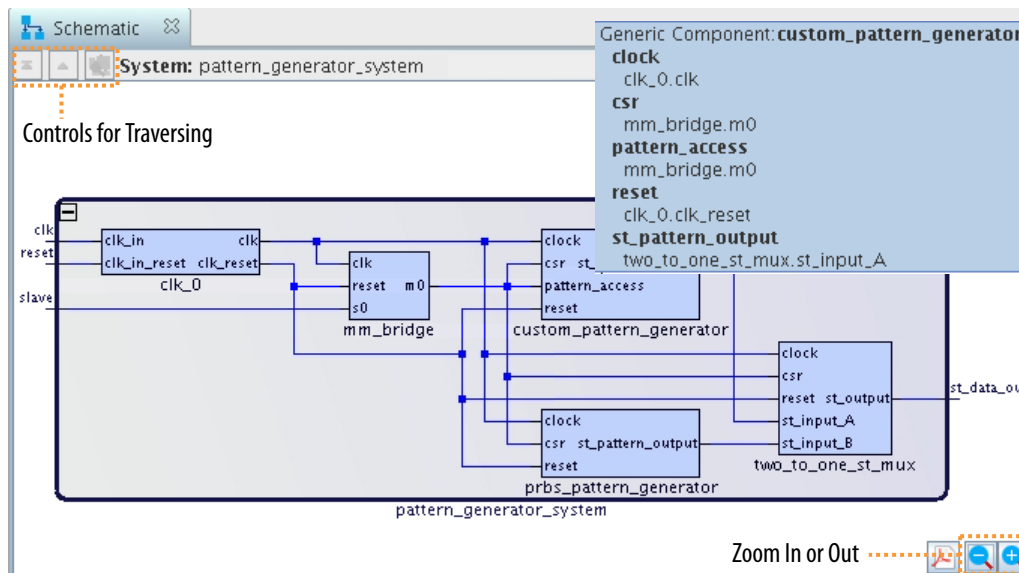 Schematic
System: pattern_generator_system
Controls for Traversing
Generic Component: custom_pattern_generator
clock
clk_0.clk
csr
mm_bridge.m0
pattern_access
mm_bridge.m0
reset
clk_0.clk_reset
st_pattern_output
two_to_one_st_mux.st_input_A
clk
reset
slave
clk_in clk
clk_in_reset clk_reset
clk_0
clk
reset m0
s0
mm_bridge
clock
csr st_
pattern_access
reset
custom_pattern_generator
clock
csr
reset st_output
st_input_A
st_input_B
two_to_one_st_mux
st_data_ou
clock
csr st_pattern_output
reset
prbs_pattern_generator
pattern_generator_system
Zoom In or Out